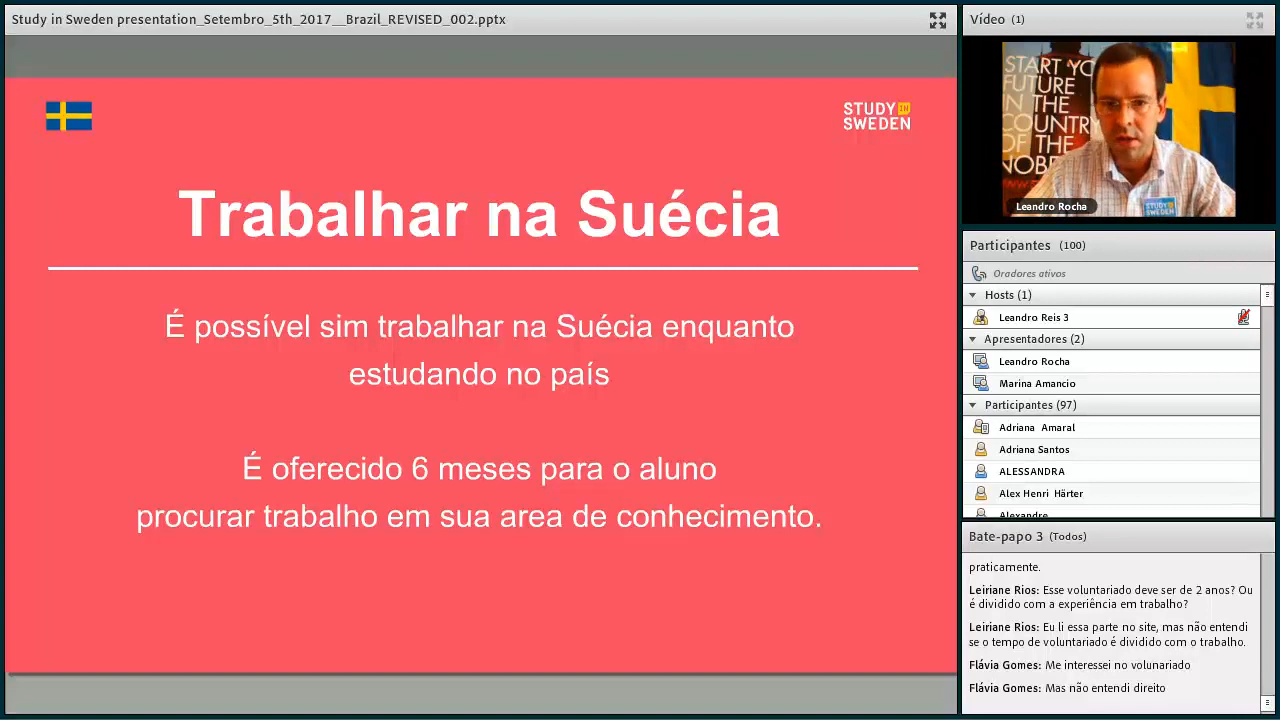 Study in Sweden presentation_Setembro_5th_2017__Brazil_REVISED_002.pptx
STUDY IN
SWEDEN
Trabalhar na Suécia
É possível sim trabalhar na Suécia enquanto
estudando no país
É oferecido 6 meses para o aluno
procurar trabalho em sua area de conhecimento.
Vídeo (1)
START YO
FUTURE
IN THE
COUNTRY
OF THE
NOBE
STUDY IN
SWEDEN
Leandro Rocha
Participantes (100)
Oradores ativos
Hosts (1)
Leandro Reis 3
Apresentadores (2)
Leandro Rocha
Marina Amancio
Participantes (97)
Adriana Amaral
Adriana Santos
ALESSANDRA
Alex Henri Härter
Alexandre
Bate-papo 3 (Todos)
praticamente.
Leiriane Rios: Esse voluntariado deve ser de 2 anos? Ou
é dividido com a experiência em trabalho?
Leiriane Rios: Eu li essa parte no site, mas não entendi
se o tempo de voluntariado é dividido com o trabalho.
Flávia Gomes: Me interessei no volunariado
Flávia Gomes: Mas não entendi direito